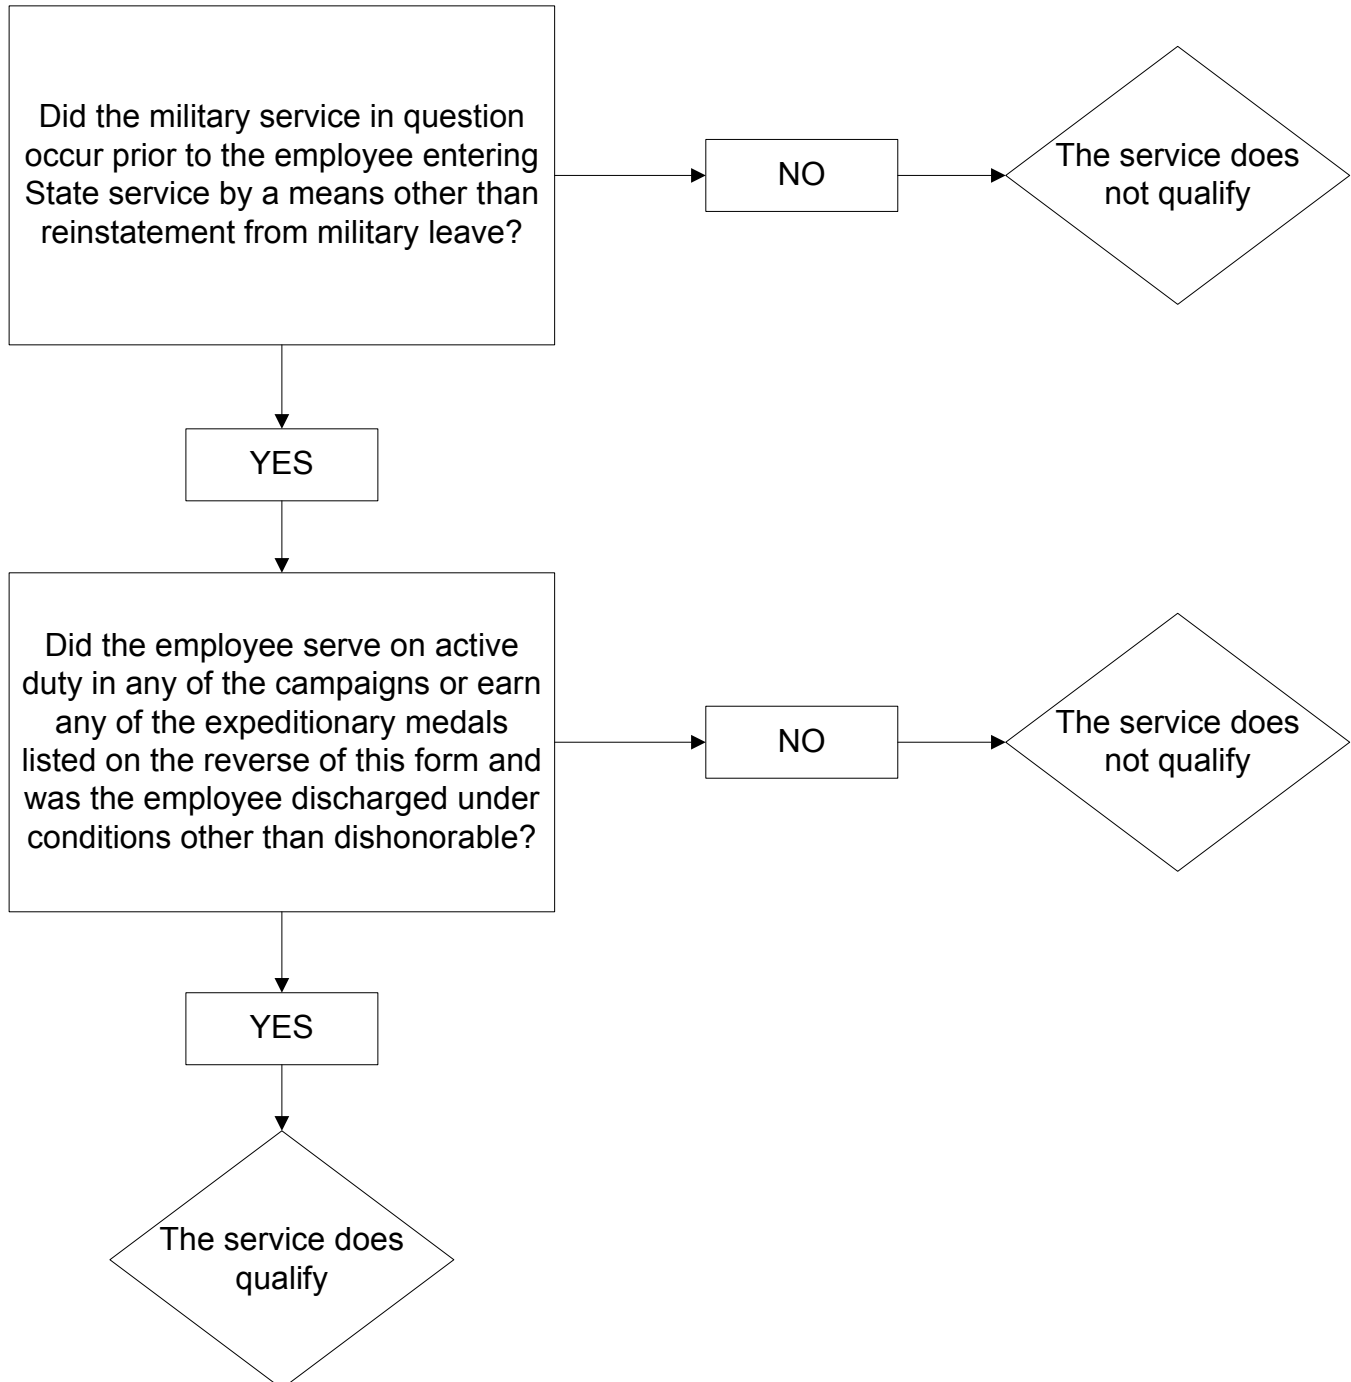 Did the military service in question
occur prior to the employee entering
State service by a means other than
reinstatement from military leave?
NO
The service does
not qualify
YES
Did the employee serve on active
duty in any of the campaigns or earn
any of the expeditionary medals
listed on the reverse of this form and
was the employee discharged under
conditions other than dishonorable?
NO
The service does
not qualify
YES
The service does
qualify